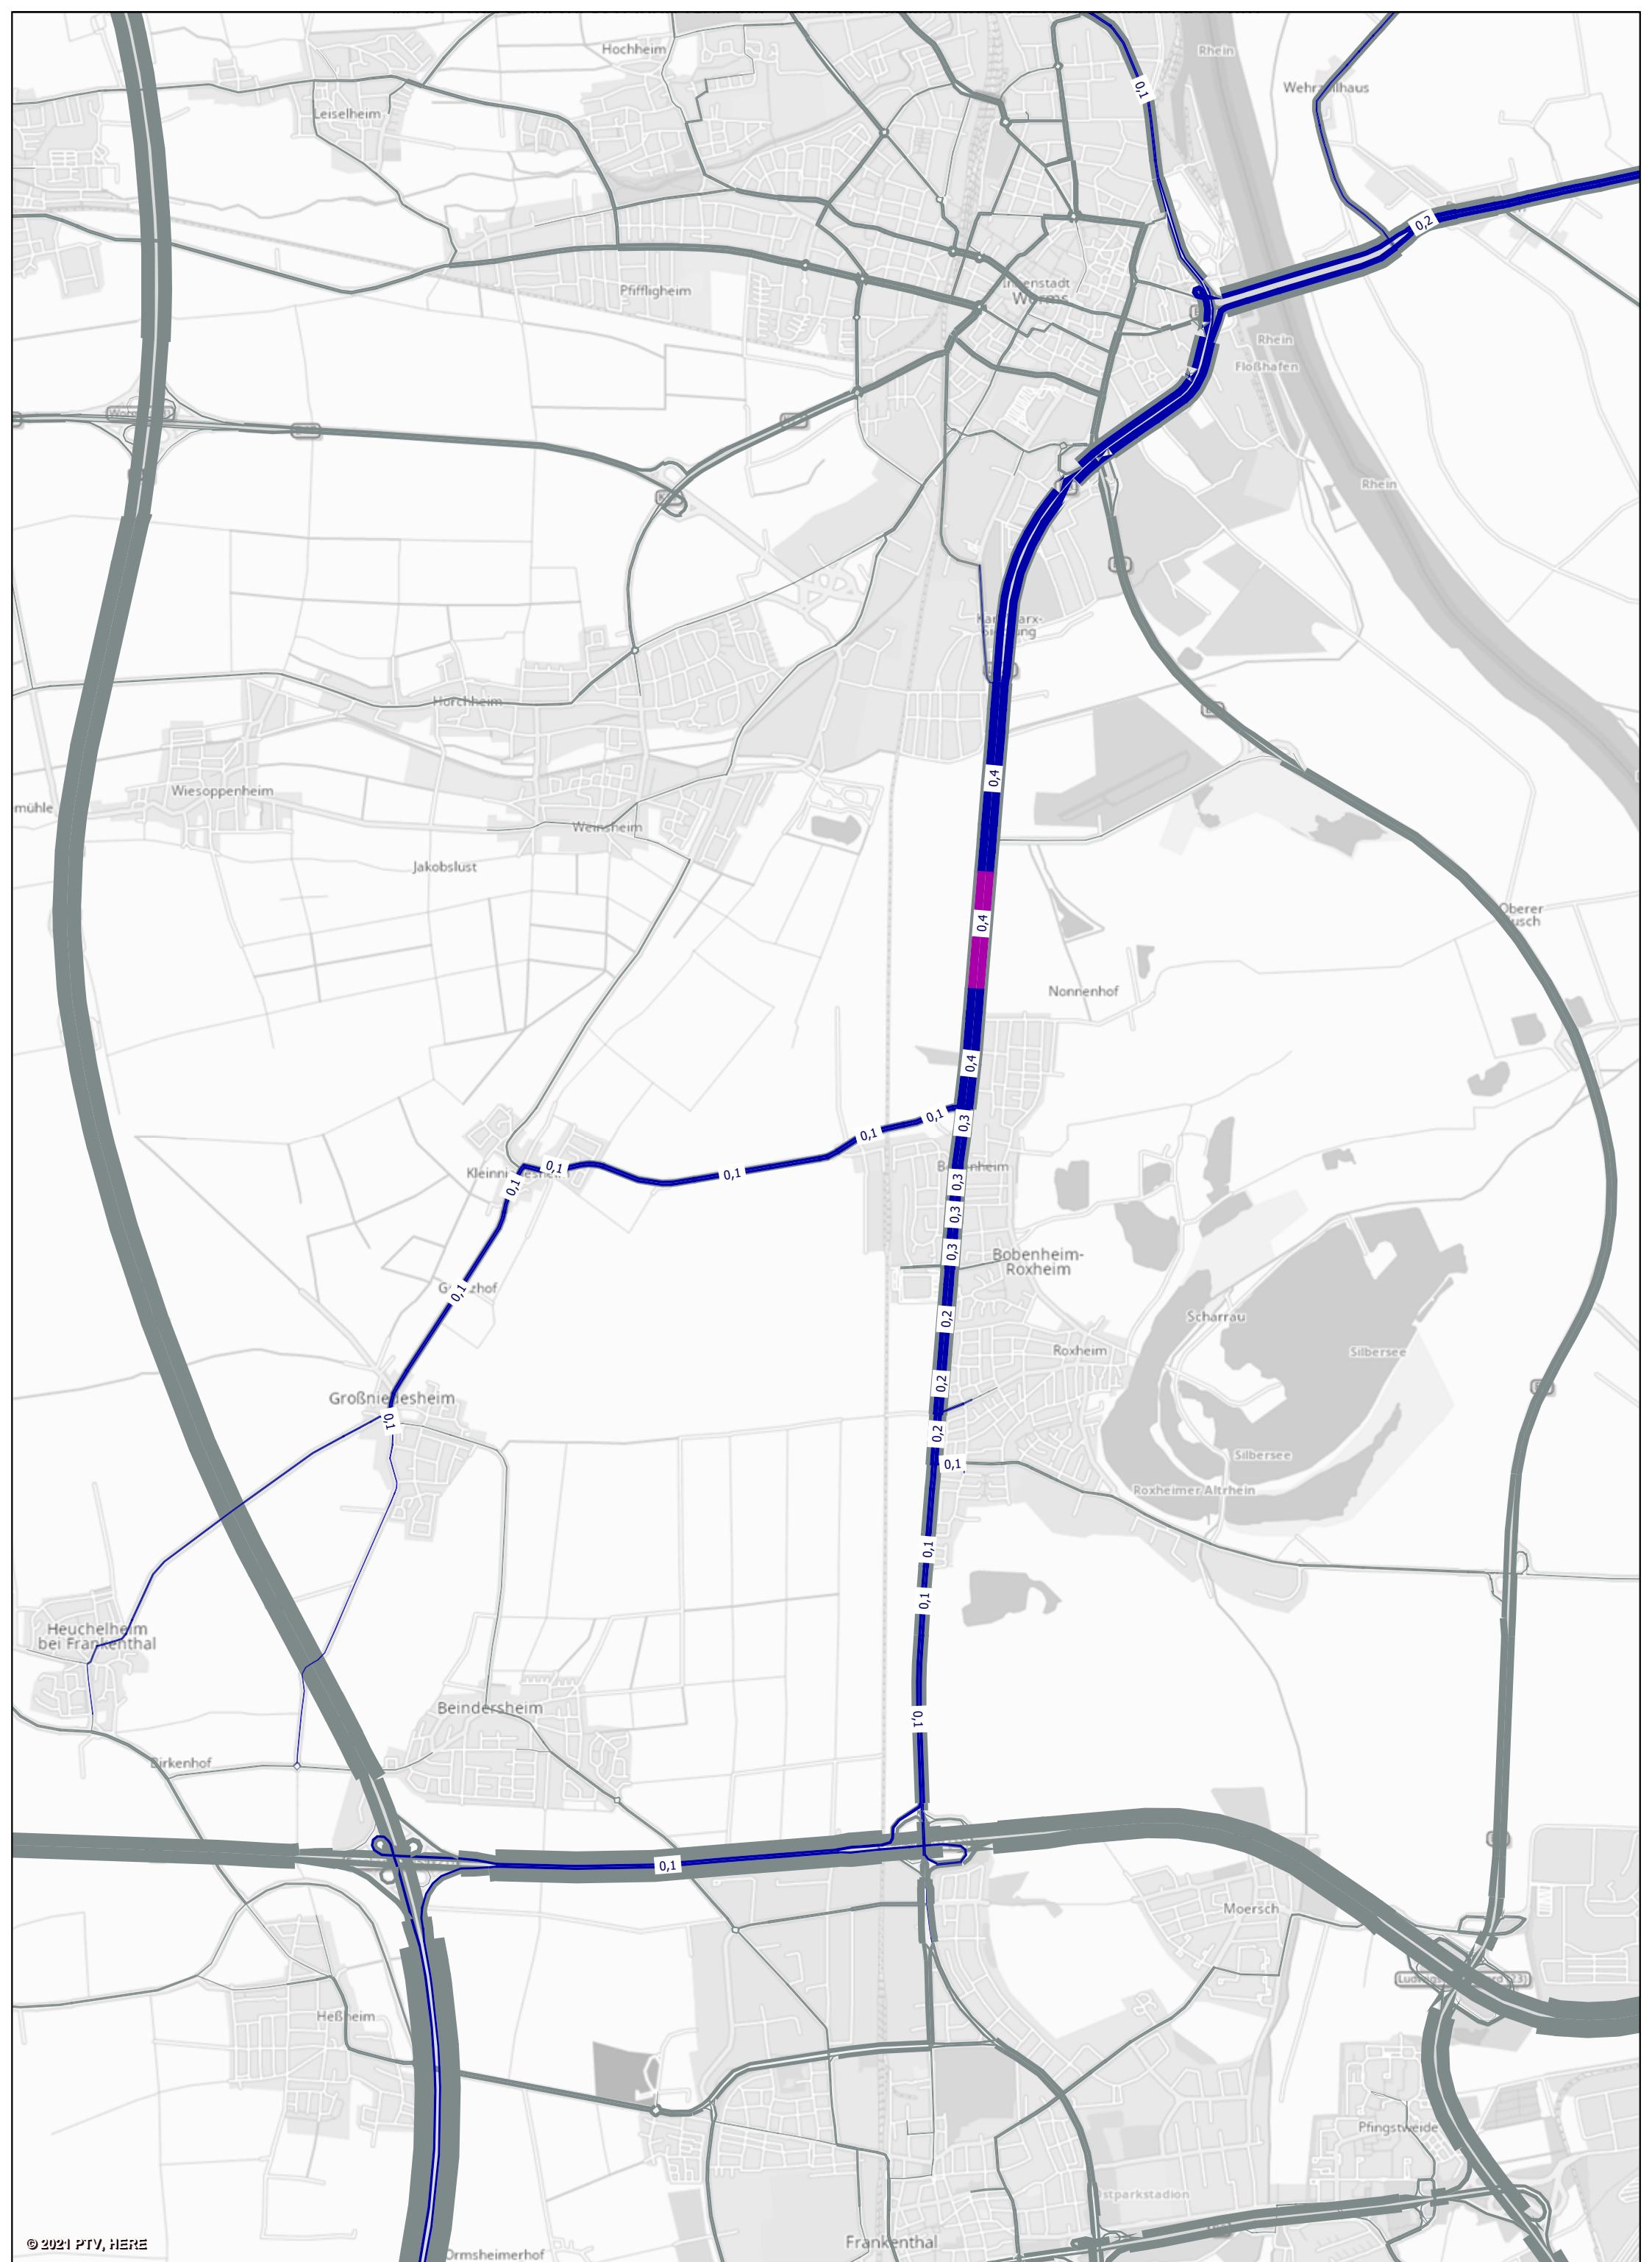 Hochheim
Rhein
Wehrzollhaus
Leiselheim
0,1
0,2
Pfiffligheim
Innenstadt
Worms
Rhein
Floßhafen
Rhein
Horchheim
Wiesoppenheim
0,4
mühle
Weinsheim
Jakobslust
Oberer
Busch
0,4
Nonnenhof
0,4
0,1
0,3
0,1
0,1
0,1
0,1
0,3
0,3
0,3
Bobenheim-
Roxheim
0,1
Scharrau
0,2
Roxheim
Silbersee
0,2
Großniedesheim
0,1
0,2
Silbersee
0,1
Roxheimer Altrhein
0,1
0,1
Heuchelheim
bei Frankenthal
Beindersheim
0,1
Birkenhof
0,1
Moersch
Heßheim
Pfingstweide
Ostparkstadion
Frankenthal
© 2021 PTV, HERE
Ormsheimerhof